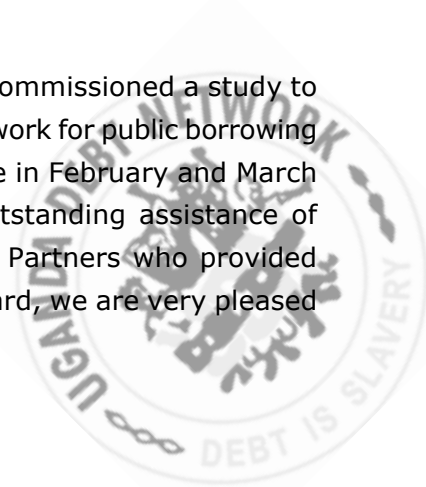 ommissioned a study to
work for public borrowing
e in February and March
tstanding assistance of
Partners who provided
ard, we are very pleased
UGANDA DEBT NETWORK
DEBT IS SLAVERY